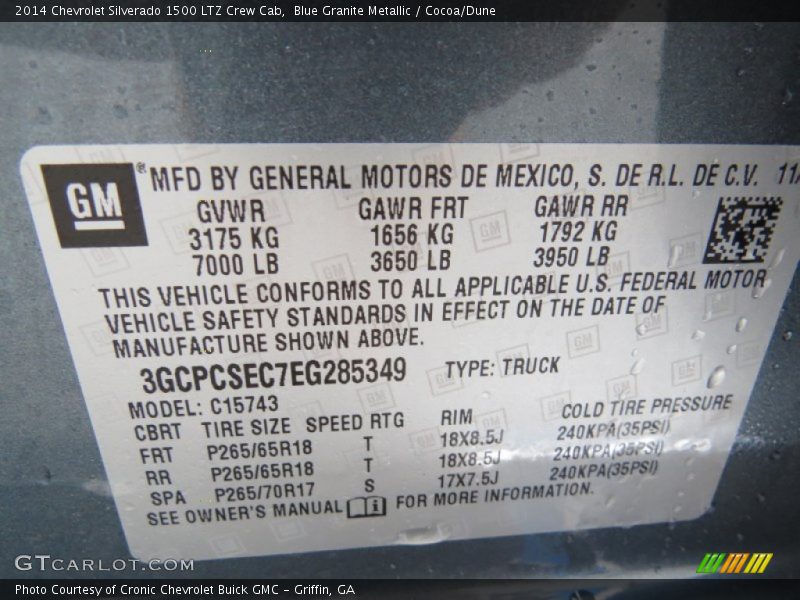 2014 Chevrolet Silverado 1500 LTZ Crew Cab,  Blue Granite Metallic / Cocoa/Dune
GM ® MFD BY GENERAL MOTORS DE MEXICO, S. DE R.L. DE C.V.
GVWR GAWR FRT GAWR RR
3175 KG 1656 KG 1792 KG
7000 LB 3650 LB 3950 LB
THIS VEHICLE CONFORMS TO ALL APPLICABLE U.S. FEDERAL MOTOR
VEHICLE SAFETY STANDARDS IN EFFECT ON THE DATE OF
MANUFACTURE SHOWN ABOVE.
3GCPCSEC7EG285349 TYPE: TRUCK
MODEL: C15743
CBRT TIRE SIZE SPEED RTG RIM COLD TIRE PRESSURE
FRT P265/65R18 T 18X8.5J 240KPA(35PSI)
RR P265/65R18 T 18X8.5J 240KPA(35PSI)
SPA P265/70R17 S 17X7.5J 240KPA(35PSI)
SEE OWNER'S MANUAL FOR MORE INFORMATION.
GTCARLOT.COM
Photo Courtesy of Cronic Chevrolet Buick GMC – Griffin, GA